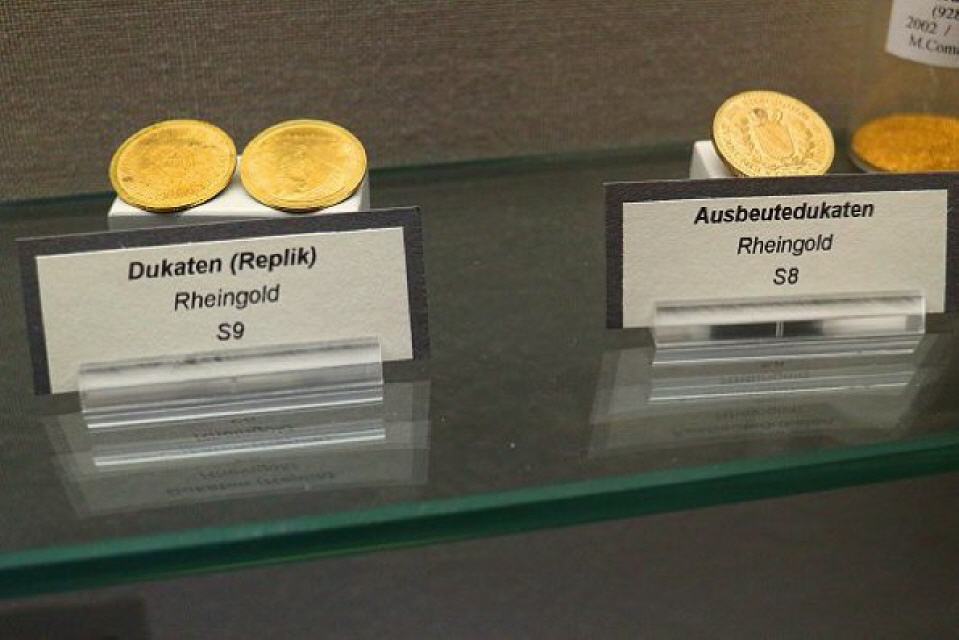 Dukaten (Replik)
Rheingold
S9
Ausbeutedukaten
Rheingold
S8
2002 /